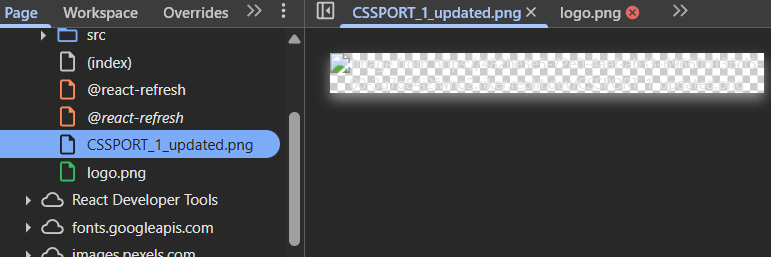 Page
Workspace
Overrides
CSSPORT_1_updated.png
logo.png
src
(index)
@react-refresh
@react-refresh
CSSPORT_1_updated.png
logo.png
React Developer Tools
fonts.googleapis.com
images.pexels.com